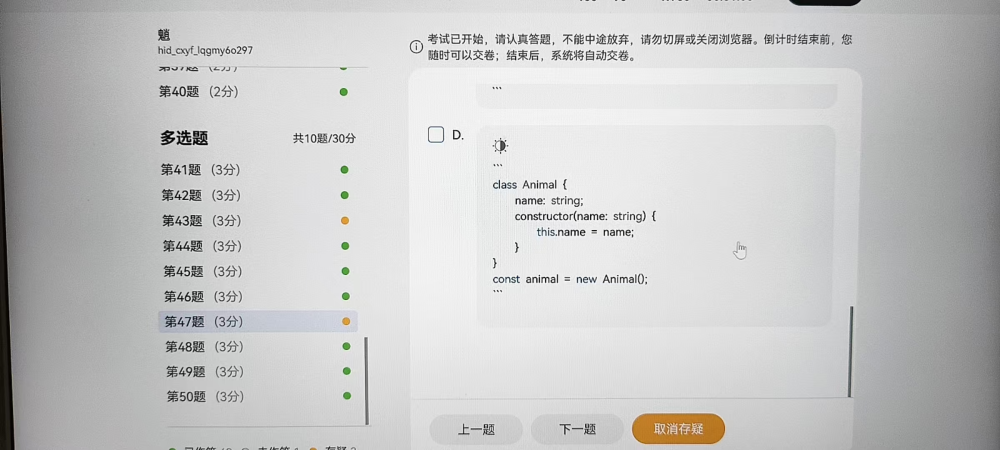 魈
hid_cxyf_lqgmy6o297
考试已开始，请认真答题，不能中途放弃，请勿切屏或关闭浏览器。倒计时结束前，您
随时可以交卷；结束后，系统将自动交卷。
第40题 (2分)
多选题 共10题/30分
第41题 (3分)
第42题 (3分)
第43题 (3分)
第44题 (3分)
第45题 (3分)
第46题 (3分)
第47题 (3分)
第48题 (3分)
第49题 (3分)
第50题 (3分)
```
D.
```
class Animal {
name: string;
constructor(name: string) {
this.name = name;
}
}
const animal = new Animal();
```
上一题 下一题 取消存疑